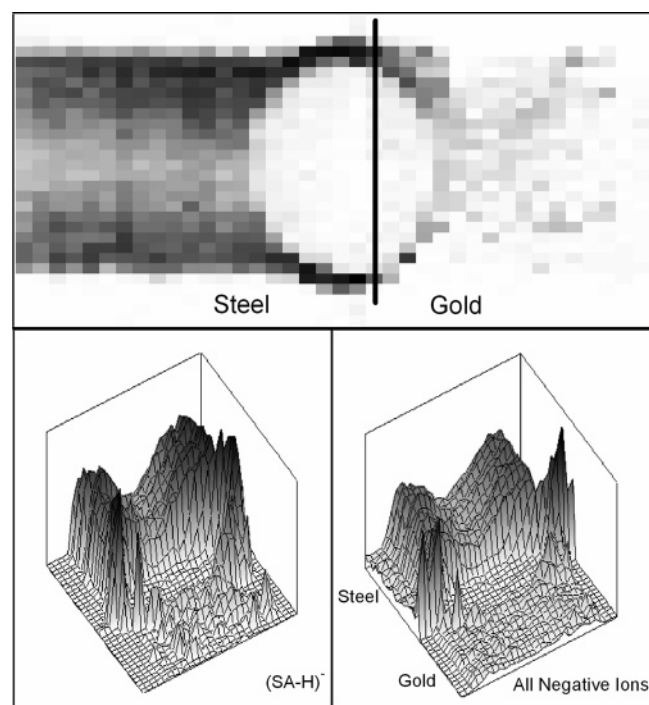 Steel Gold
(SA-H)⁻
Steel
Gold
All Negative Ions